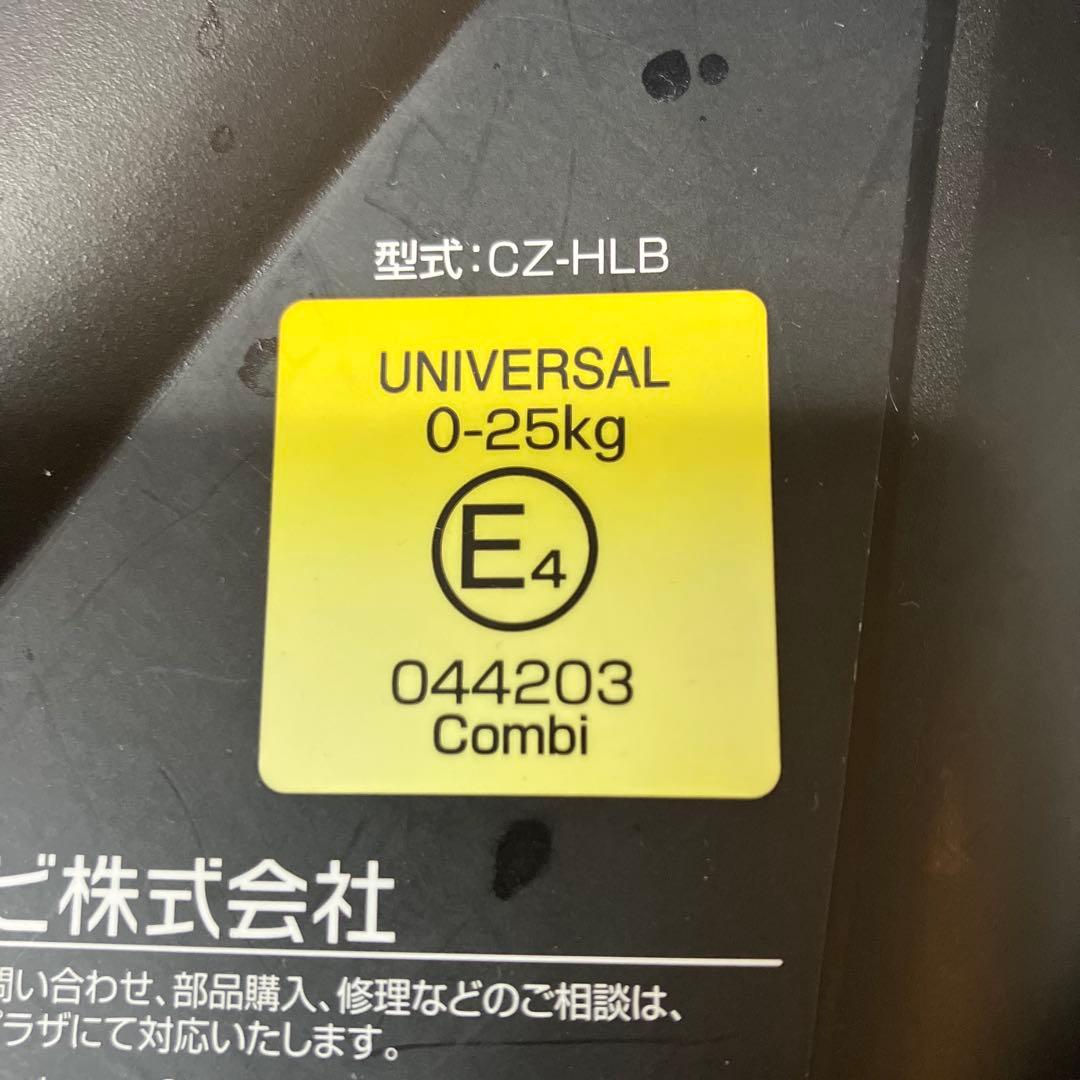 型式:CZ-HLB
UNIVERSAL
0-25kg
E4
044203
Combi
ビ株式会社
問い合わせ、部品購入、修理などのご相談は、
プラザにて対応いたします。